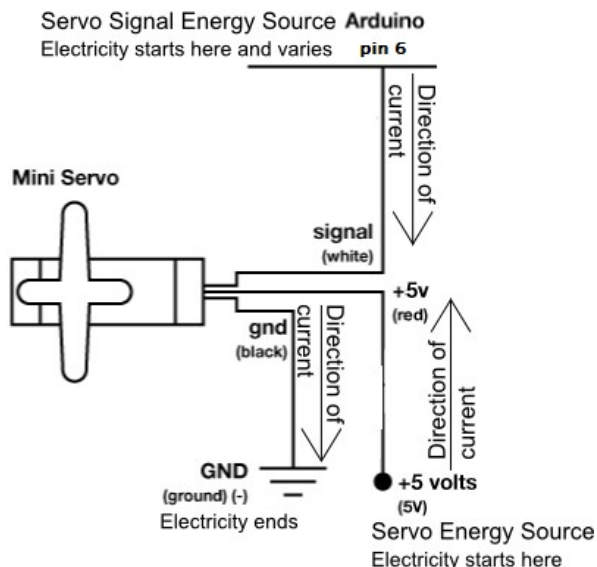 Servo Signal Energy Source Arduino
Electricity starts here and varies pin 6
Direction of
current
Mini Servo
signal
(white)
+5v
(red)
gnd
(black)
Direction of
current
Direction of
current
GND
(ground) (-)
Electricity ends
+5 volts
(5V)
Servo Energy Source
Electricity starts here